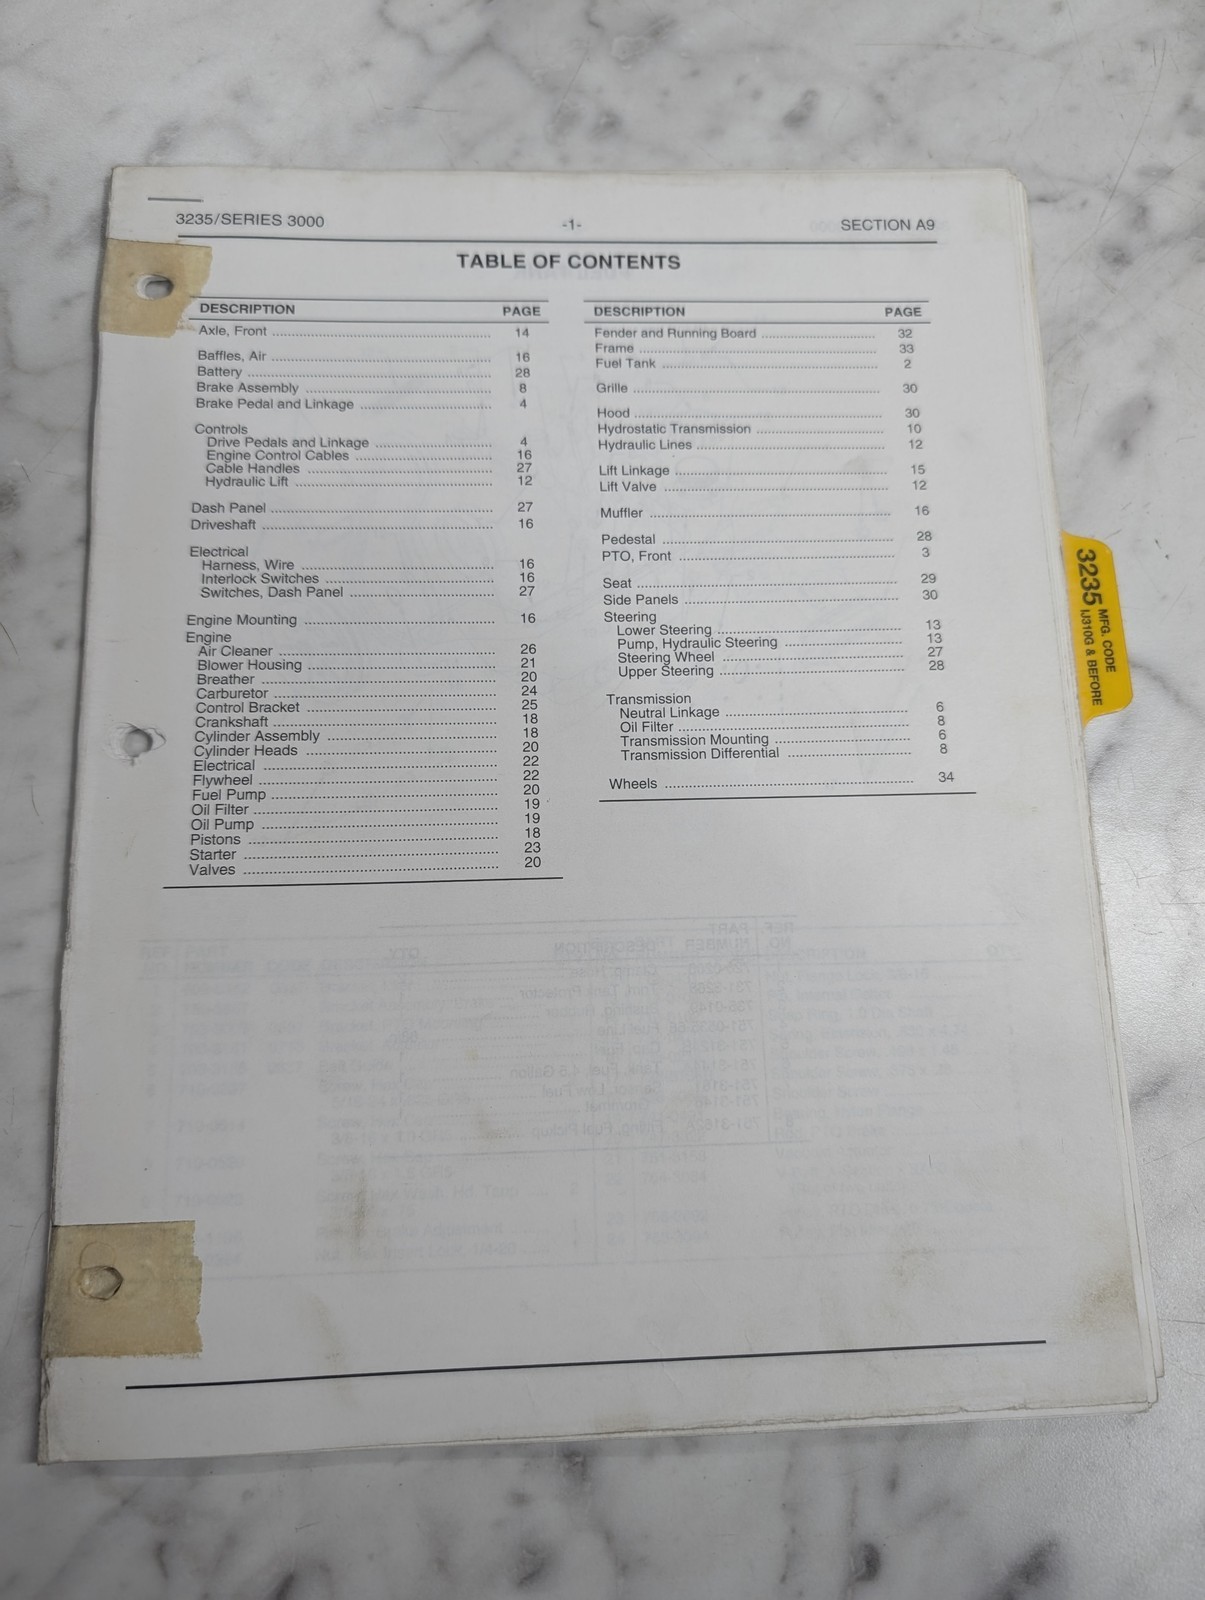 3235/SERIES 3000
-1-
SECTION A9
TABLE OF CONTENTS
DESCRIPTION PAGE
Axle, Front 14
Baffles, Air 16
Battery 28
Brake Assembly 8
Brake Pedal and Linkage 4
Controls
Drive Pedals and Linkage 4
Engine Control Cables 16
Cable Handles 27
Hydraulic Lift 12
Dash Panel 27
Driveshaft 16
Electrical
Harness, Wire 16
Interlock Switches 16
Switches, Dash Panel 27
Engine Mounting 16
Engine
Air Cleaner 26
Blower Housing 21
Breather 20
Carburetor 24
Control Bracket 25
Crankshaft 18
Cylinder Assembly 18
Cylinder Heads 20
Electrical 22
Flywheel 22
Fuel Pump 20
Oil Filter 19
Oil Pump 19
Pistons 18
Starter 23
Valves 20
DESCRIPTION PAGE
Fender and Running Board 32
Frame 33
Fuel Tank 2
Grille 30
Hood 30
Hydrostatic Transmission 10
Hydraulic Lines 12
Lift Linkage 15
Lift Valve 12
Muffler 16
Pedestal 28
PTO, Front 3
Seat 29
Side Panels 30
Steering
Lower Steering 13
Pump, Hydraulic Steering 13
Steering Wheel 27
Upper Steering 28
Transmission
Neutral Linkage 6
Oil Filter 8
Transmission Mounting 6
Transmission Differential 8
Wheels 34
3235
MFG. CODE
IJ310G & BEFORE